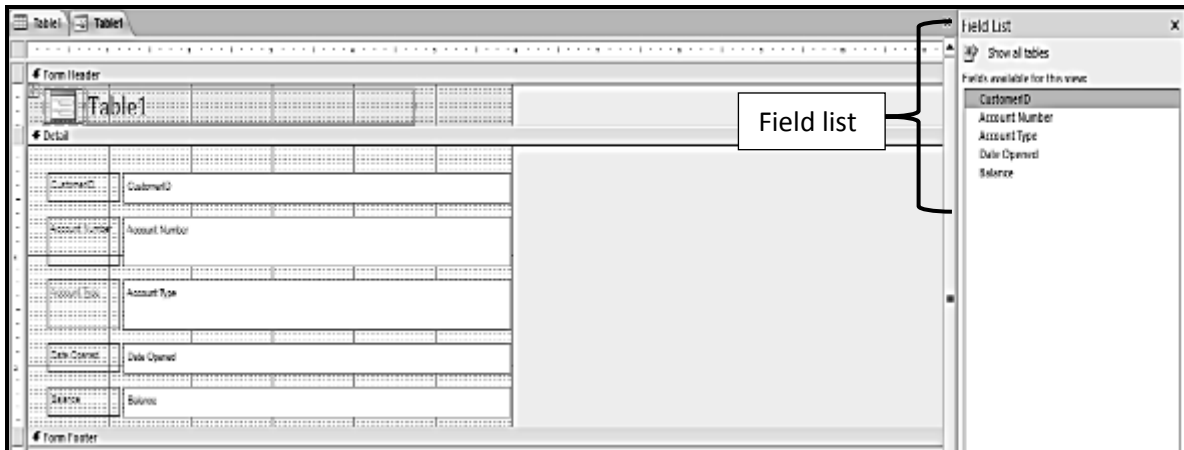 Table1 Table1
Form Header
Table1
Detail
CustomerID CustomerID
Account Number Account Number
Account Type Account Type
Date Opened Date Opened
Balance Balance
Form Footer
Field list
Field List
Show all tables
Fields available for this view:
CustomerID
Account Number
Account Type
Date Opened
Balance